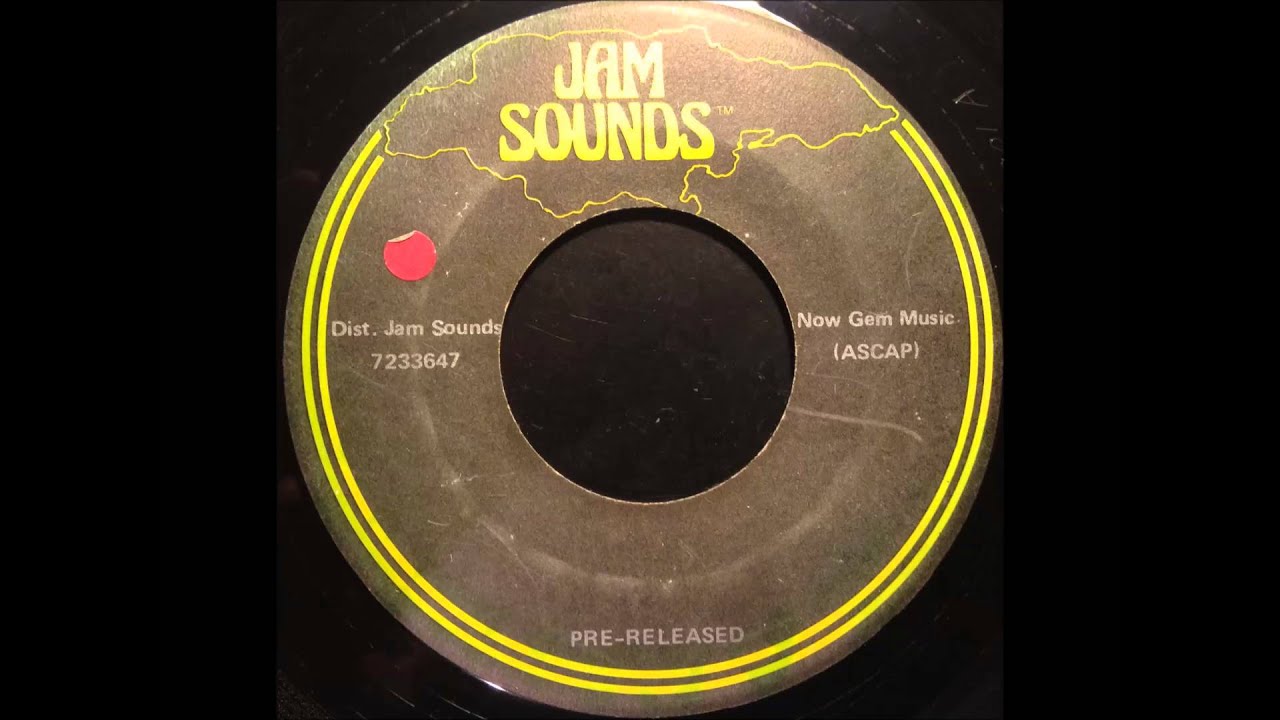 JAM
SOUNDS™
Dist. Jam Sounds
7233647
Now Gem Music
(ASCAP)
PRE-RELEASED
A